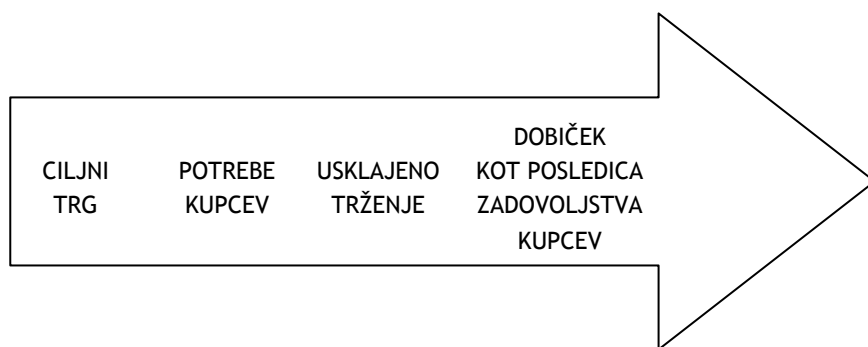 CILJNI
TRG
POTREBE
KUPCEV
USKLAJENO
TRŽENJE
DOBIČEK
KOT POSLEDICA
ZADOVOLJSTVA
KUPCEV